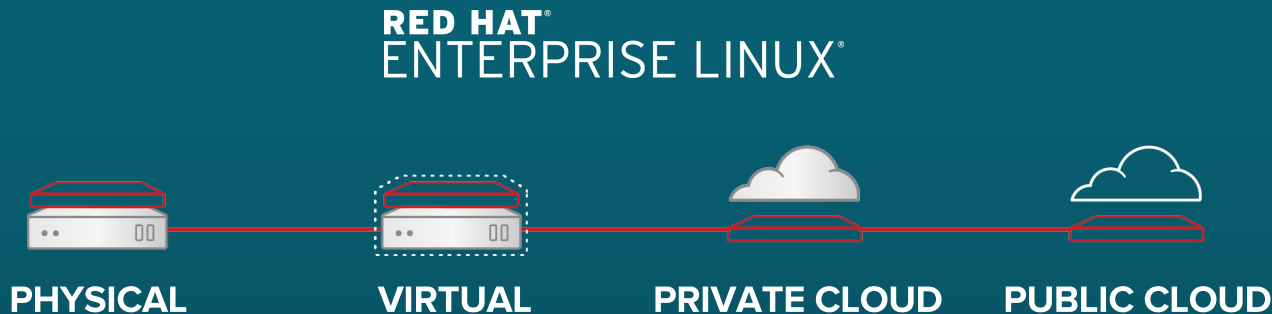 RED HAT®
ENTERPRISE LINUX®
PHYSICAL VIRTUAL PRIVATE CLOUD PUBLIC CLOUD